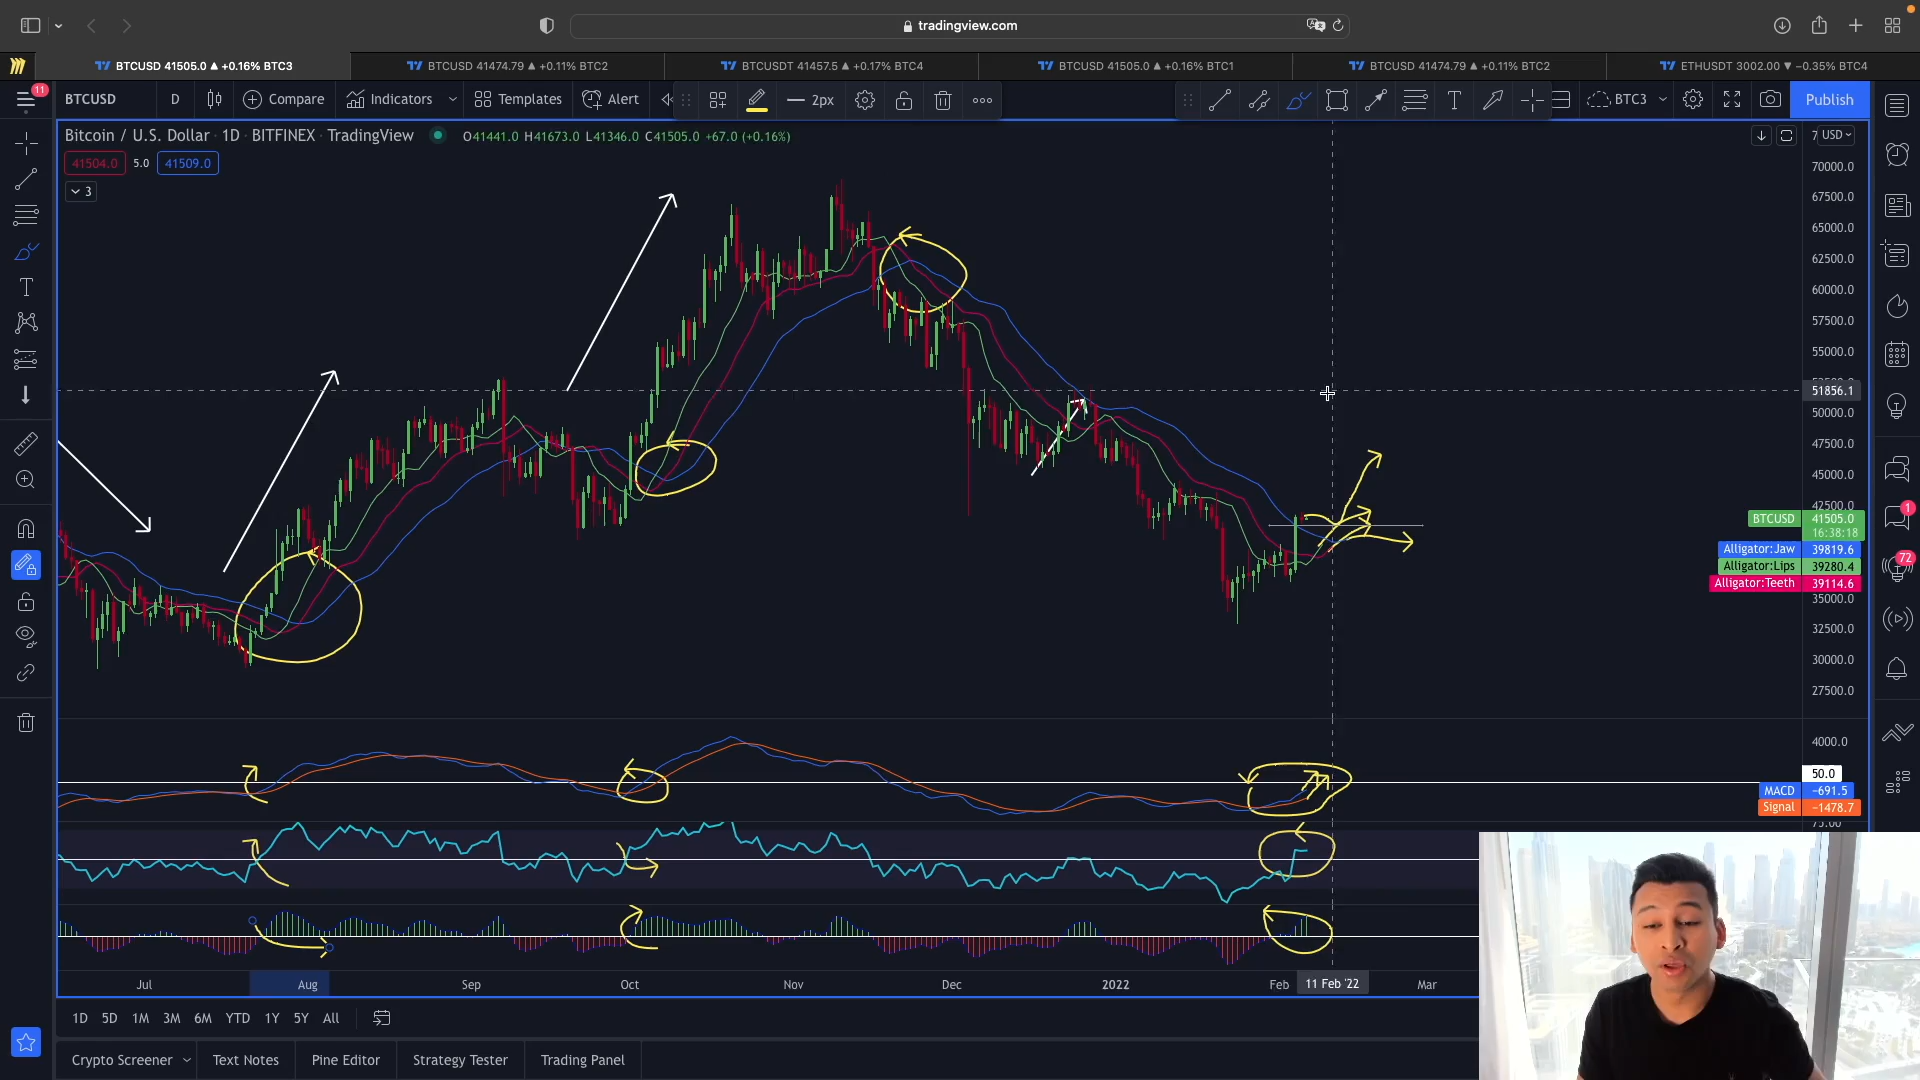 tradingview.com
BTCUSD 41505.0 ▲ +0.16% BTC3
BTCUSD 41474.79 ▲ +0.11% BTC2
BTCUSDT 41457.5 ▲ +0.17% BTC4
BTCUSD 41505.0 ▲ +0.16% BTC1
BTCUSD 41474.79 ▲ +0.11% BTC2
ETHUSDT 3002.00 ▼ −0.35% BTC4
11
BTCUSD
D
Compare
Indicators
Templates
Alert
2px
T
BTC3
Publish
Bitcoin / U.S. Dollar · 1D · BITFINEX · TradingView
O41441.0 H41673.0 L41346.0 C41505.0 +67.0 (+0.16%)
41504.0
5.0
41509.0
3
USD
70000.0
67500.0
65000.0
62500.0
60000.0
57500.0
55000.0
51856.1
50000.0
47500.0
45000.0
42500.0
BTCUSD 41505.0
16:38:18
Alligator:Jaw 39819.6
Alligator:Lips 39280.4
Alligator:Teeth 39114.6
35000.0
32500.0
30000.0
27500.0
4000.0
50.0
MACD −691.5
Signal −1478.7
75.00
1
72
Jul
Aug
Sep
Oct
Nov
Dec
2022
Feb
11 Feb '22
Mar
1D
5D
1M
3M
6M
YTD
1Y
5Y
All
Crypto Screener
Text Notes
Pine Editor
Strategy Tester
Trading Panel